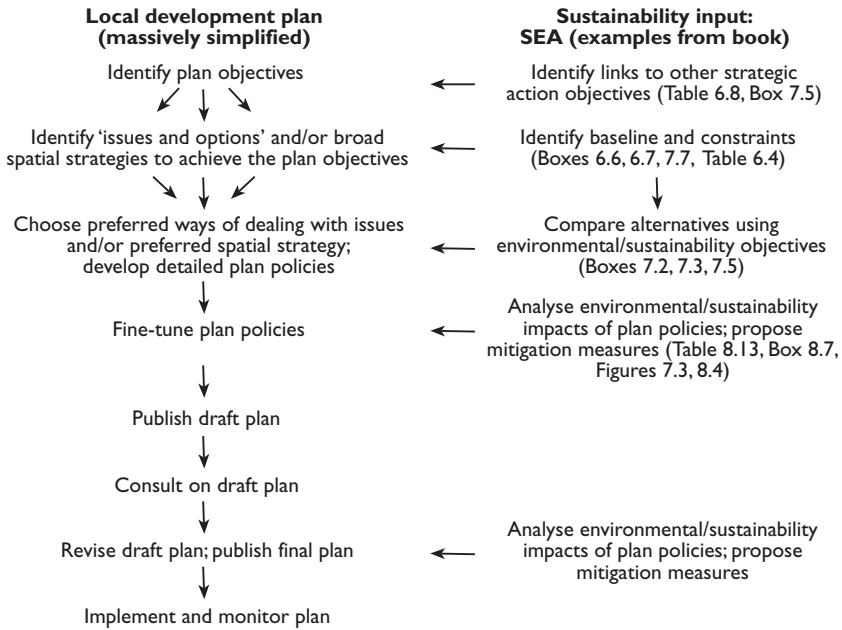 Local development plan
(massively simplified)
Sustainability input:
SEA (examples from book)
Identify plan objectives
Identify links to other strategic
action objectives (Table 6.8, Box 7.5)
Identify ‘issues and options’ and/or broad
spatial strategies to achieve the plan objectives
Identify baseline and constraints
(Boxes 6.6, 6.7, 7.7, Table 6.4)
Choose preferred ways of dealing with issues
and/or preferred spatial strategy;
develop detailed plan policies
Compare alternatives using
environmental/sustainability objectives
(Boxes 7.2, 7.3, 7.5)
Fine-tune plan policies
Analyse environmental/sustainability
impacts of plan policies; propose
mitigation measures (Table 8.13, Box 8.7,
Figures 7.3, 8.4)
Publish draft plan
Consult on draft plan
Revise draft plan; publish final plan
Analyse environmental/sustainability
impacts of plan policies; propose
mitigation measures
Implement and monitor plan